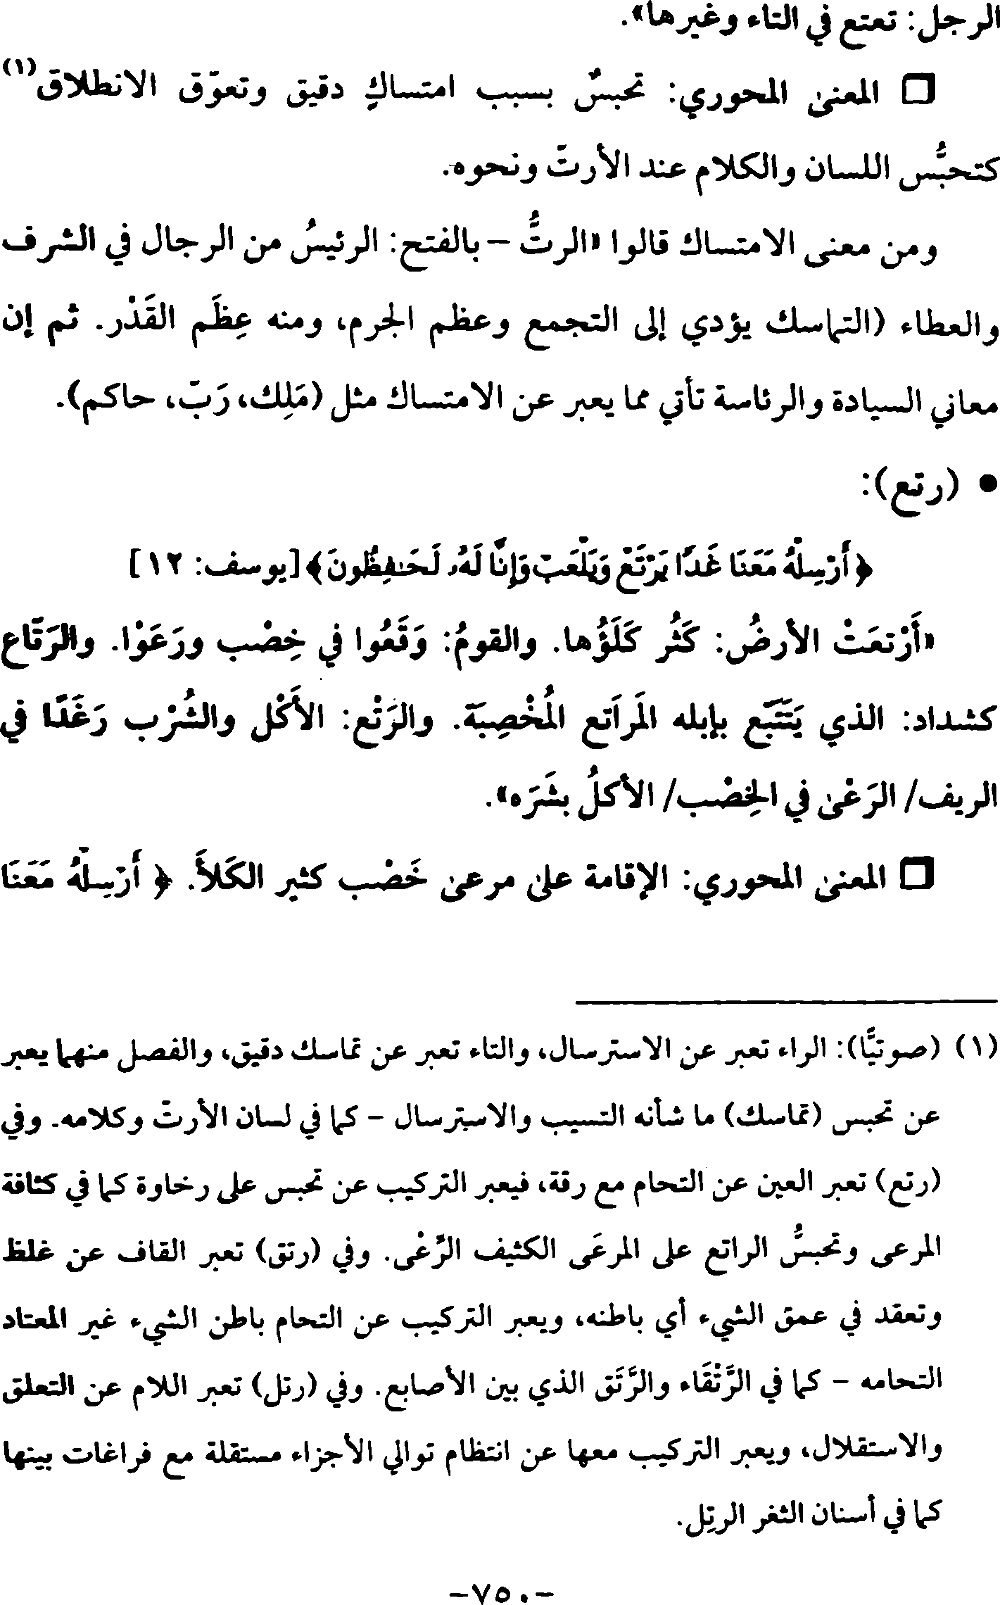 الرجل: تعتع في التاء وغيرها».
□ المعنى المحوري: تحبسٌ بسبب امتساكٍ دقيق وتعوّق الانطلاق(١)
كتحبُّس اللسان والكلام عند الأرتّ ونحوه.
ومن معنى الامتساك قالوا «الرتُّ - بالفتح: الرئيسُ من الرجال في الشرف
والعطاء (التماسك يؤدي إلى التجمع وعظم الجرم، ومنه عِظَم القَدْر. ثم إن
معاني السيادة والرئاسة تأتي مما يعبر عن الامتساك مثل (مَلِك، رَبّ، حاكم).
• (رتع):
﴿أَرْسِلْهُ مَعَنَا غَدًا يَرْتَعْ وَيَلْعَبْ وَإِنَّا لَهُۥ لَحَـٰفِظُونَ﴾ [يوسف: ١٢]
«أَرْتعَتْ الأرضُ: كَثُر كَلَؤُها. والقومُ: وَقَعُوا في خِصْب ورَعَوْا. والرَتّاع
كشداد: الذي يَتَتَبّع بإبله المَرَاتع المُخْصِبَة. والرَتْع: الأَكْل والشُرْب رَغَدًا في
الريف/ الرَعْى في الخِصْب/ الأكلُ بشَرَه».
□ المعنى المحوري: الإقامة على مرعى خَصْب كثير الكَلأَ. ﴿ أَرْسِلْهُ مَعَنَا
(١) (صوتيًّا): الراء تعبر عن الاسترسال، والتاء تعبر عن تماسك دقيق، والفصل منهما يعبر
عن تحبس (تماسك) ما شأنه التسيب والاسترسال - كما في لسان الأرتّ وكلامه. وفي
(رتع) تعبر العين عن التحام مع رقة، فيعبر التركيب عن تحبس على رخاوة كما في كثافة
المرعى وتحبسُّ الراتع على المرعَى الكثيف الرِّعْى. وفي (رتق) تعبر القاف عن غلظ
وتعقد في عمق الشيء أي باطنه، ويعبر التركيب عن التحام باطن الشيء غير المعتاد
التحامه - كما في الرَّتْقَاء والرَّتَق الذي بين الأصابع. وفي (رتل) تعبر اللام عن التعلق
والاستقلال، ويعبر التركيب معها عن انتظام توالي الأجزاء مستقلة مع فراغات بينها
كما في أسنان الثغر الرتِل.
-٧٥٠-